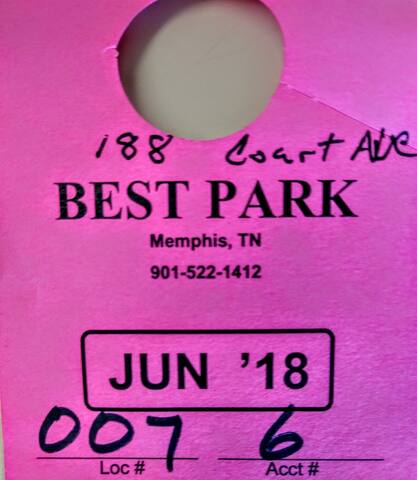 188 Court Ave
BEST PARK
Memphis, TN
901-522-1412
JUN '18
007 6
Loc # Acct #